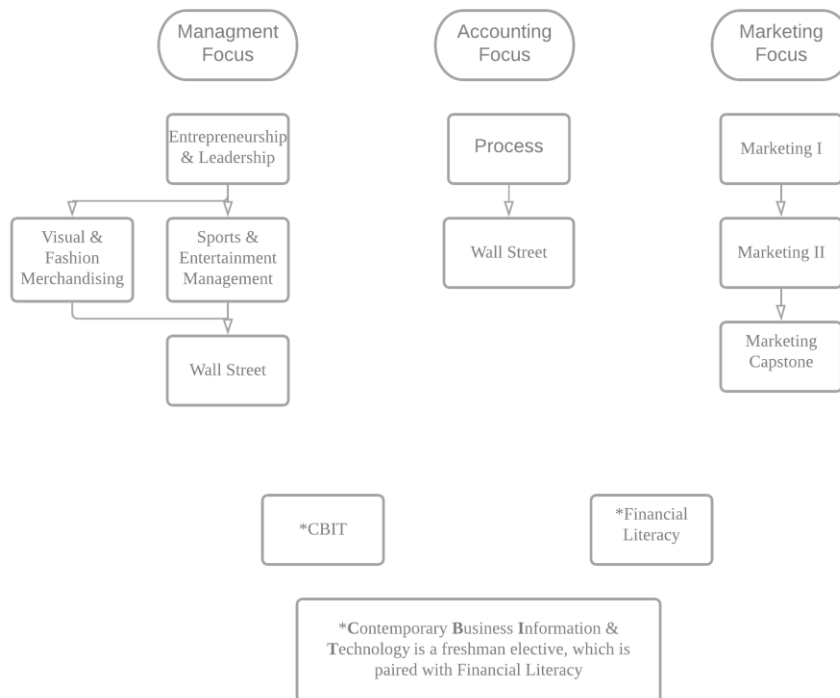 Managment
Focus
Accounting
Focus
Marketing
Focus
Entrepreneurship
& Leadership
Process
Marketing I
Visual &
Fashion
Merchandising
Sports &
Entertainment
Management
Wall Street
Marketing II
Wall Street
Marketing
Capstone
*CBIT
*Financial
Literacy
*Contemporary Business Information &
Technology is a freshman elective, which is
paired with Financial Literacy